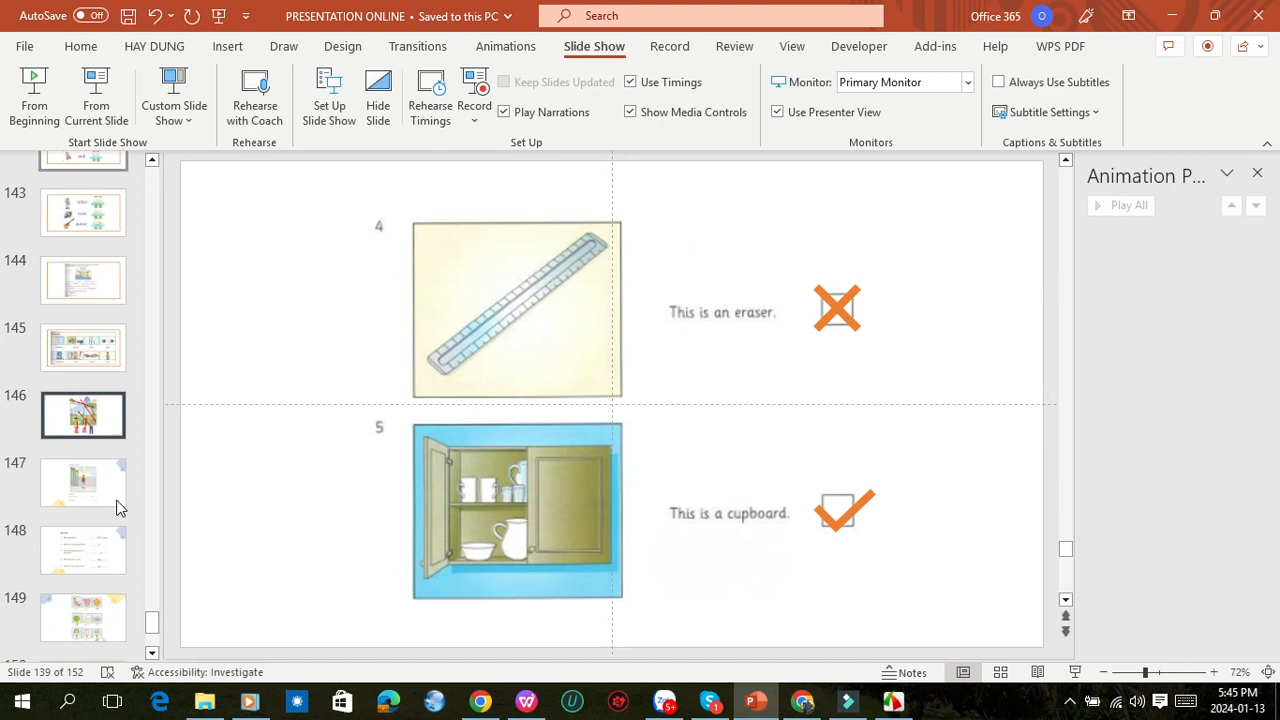 AutoSave Off PRESENTATION ONLINE • Saved to this PC Search Office 365
File Home HAY DUNG Insert Draw Design Transitions Animations Slide Show Record Review View Developer Add-ins Help WPS PDF
From Beginning
From Current Slide
Custom Slide Show
Start Slide Show
Rehearse with Coach
Rehearse
Set Up Slide Show
Hide Slide
Rehearse Timings
Record
Keep Slides Updated
Play Narrations
Use Timings
Show Media Controls
Set Up
Monitor: Primary Monitor
Use Presenter View
Monitors
Always Use Subtitles
Subtitle Settings
Captions & Subtitles
143
144
145
146
147
148
149
4
This is an eraser.
5
This is a cupboard.
Animation P...
Play All
Slide 139 of 152 Accessibility: Investigate Notes 72%
5:45 PM
2024-01-13